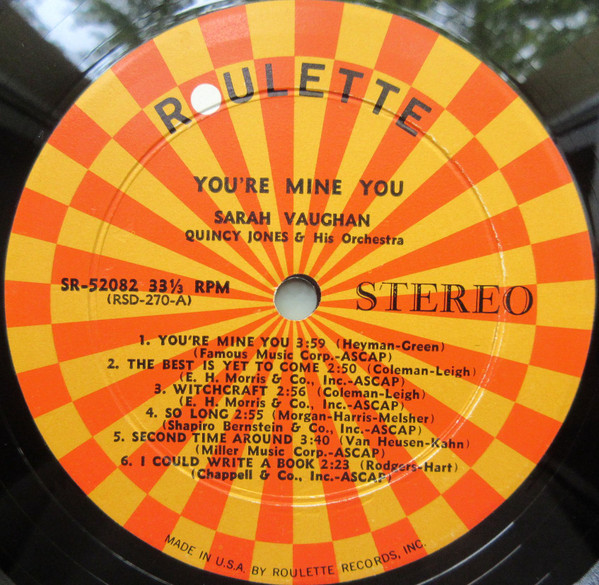 ROULETTE
YOU'RE MINE YOU
SARAH VAUGHAN
QUINCY JONES & His Orchestra
SR-52082 33⅓ RPM
(RSD-270-A)
STEREO
1. YOU'RE MINE YOU 3:59 (Heyman-Green)
(Famous Music Corp.-ASCAP)
2. THE BEST IS YET TO COME 2:50 (Coleman-Leigh)
(E. H. Morris & Co., Inc.-ASCAP)
3. WITCHCRAFT 2:56 (Coleman-Leigh)
(E. H. Morris & Co., Inc.-ASCAP)
4. SO LONG 2:55 (Morgan-Harris-Melsher)
(Shapiro Bernstein & Co., Inc.-ASCAP)
5. SECOND TIME AROUND 3:40 (Van Heusen-Kahn)
(Miller Music Corp.-ASCAP)
6. I COULD WRITE A BOOK 2:23 (Rodgers-Hart)
(Chappell & Co., Inc.-ASCAP)
MADE IN U.S.A. BY ROULETTE RECORDS, INC.